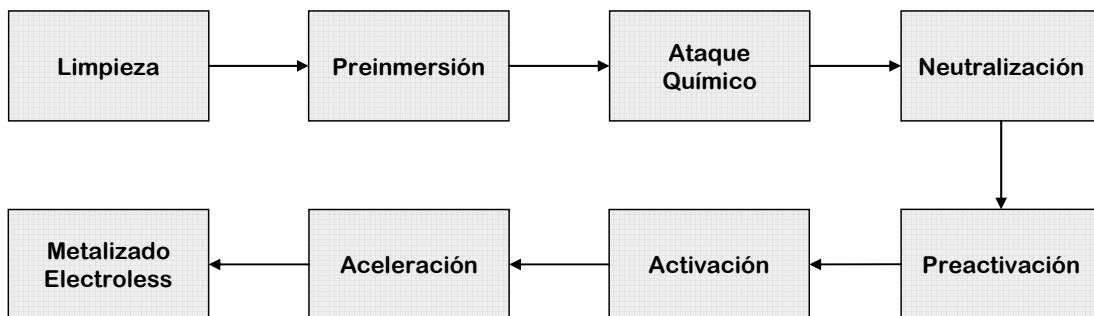 Limpieza
Preinmersión
Ataque
Químico
Neutralización
Metalizado
Electroless
Aceleración
Activación
Preactivación